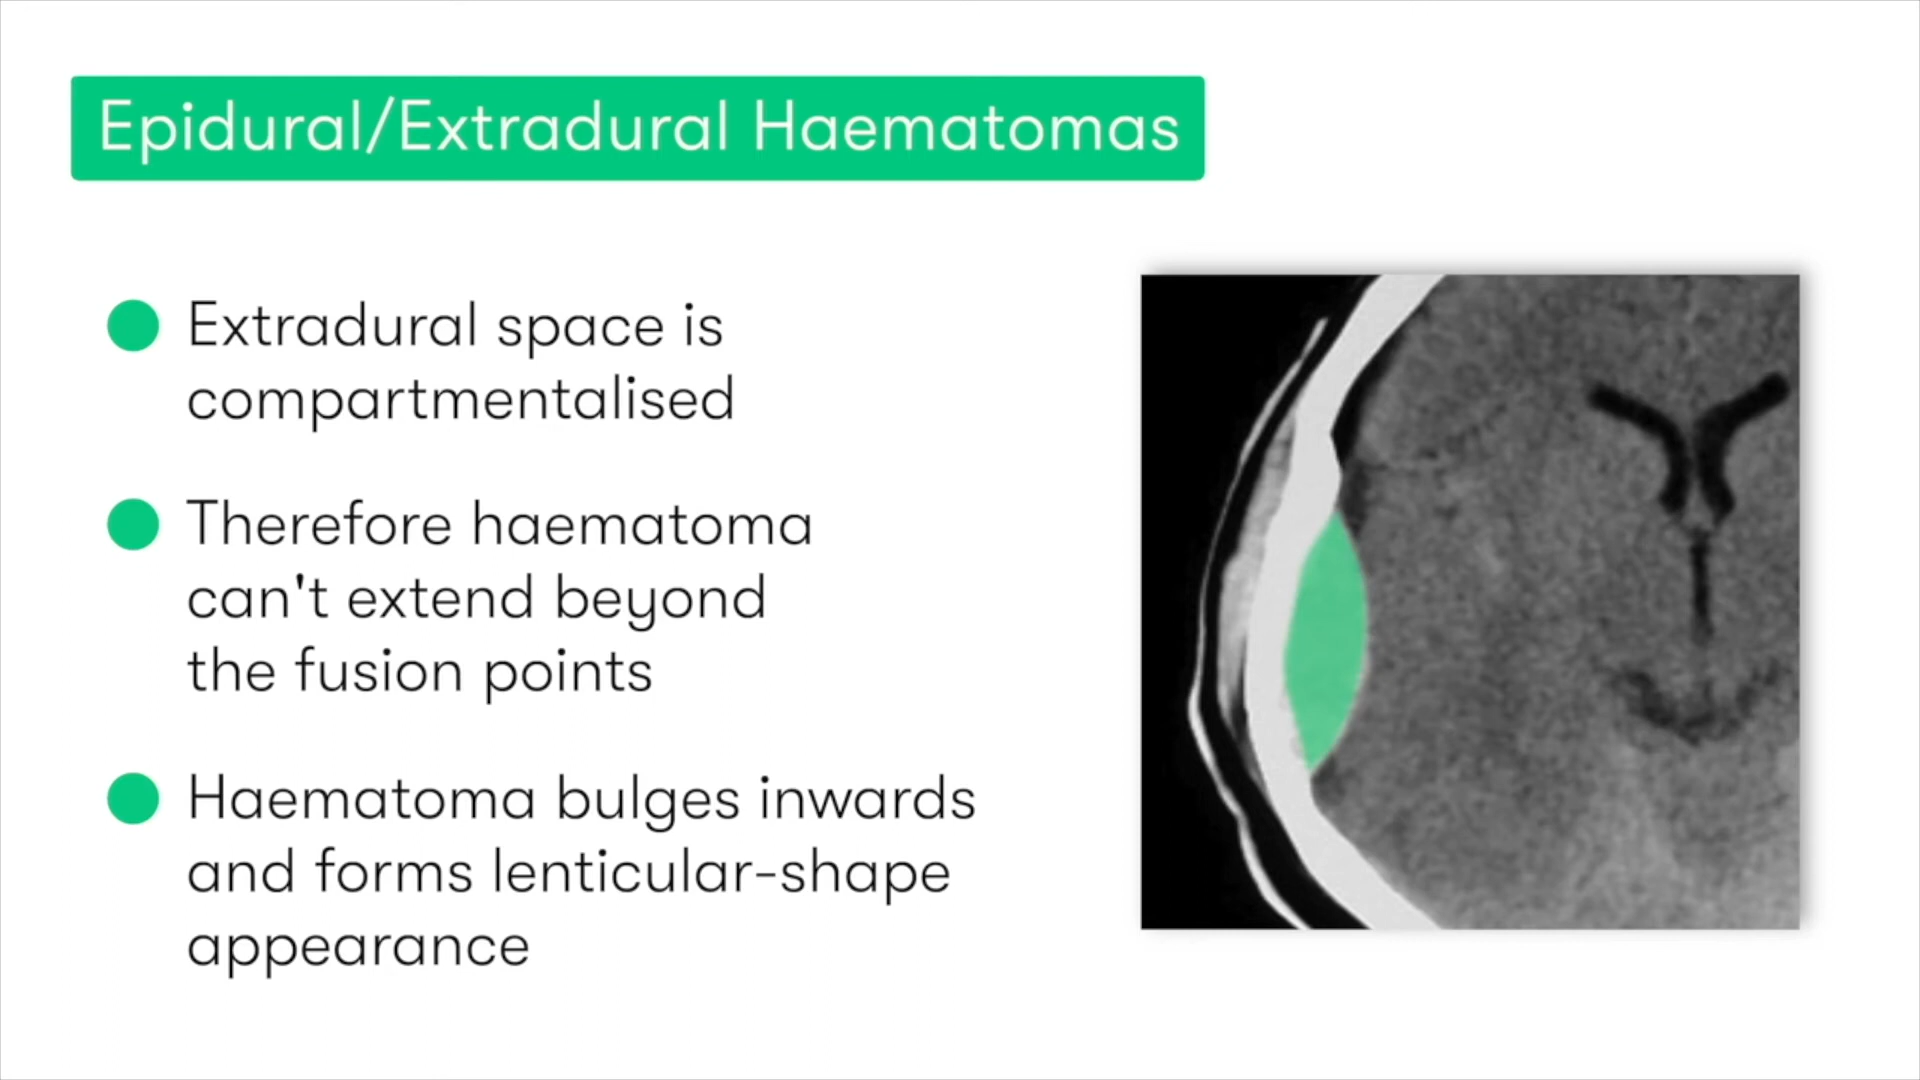 Epidural/Extradural Haematomas
Extradural space is
compartmentalised
Therefore haematoma
can't extend beyond
the fusion points
Haematoma bulges inwards
and forms lenticular-shape
appearance